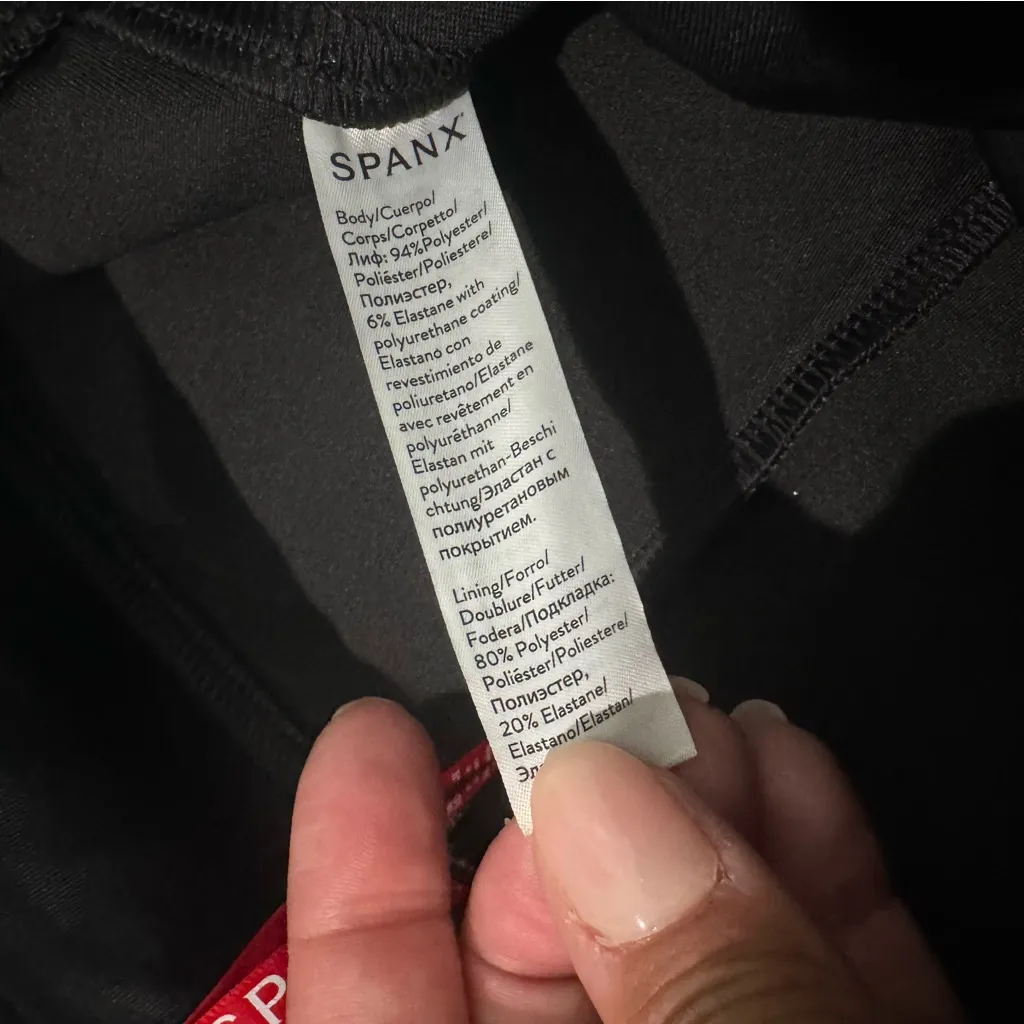 SPANX
Body/Cuerpo/
Corps/Corpetto/
Лиф: 94%Polyester/
Poliéster/Poliestere/
Полиэстер,
6% Elastane with
polyurethane coating/
Elastano con
revestimiento de
poliuretano/Elastane
avec revêtement en
polyuréthanne/
Elastan mit
polyurethan-Beschi
chtung/Эластан с
полиуретановым
покрытием.
Lining/Forro/
Doublure/Futter/
Fodera/Подкладка:
80% Polyester/
Poliéster/Poliestere/
Полиэстер,
20% Elastane/
Elastano/Elastan/